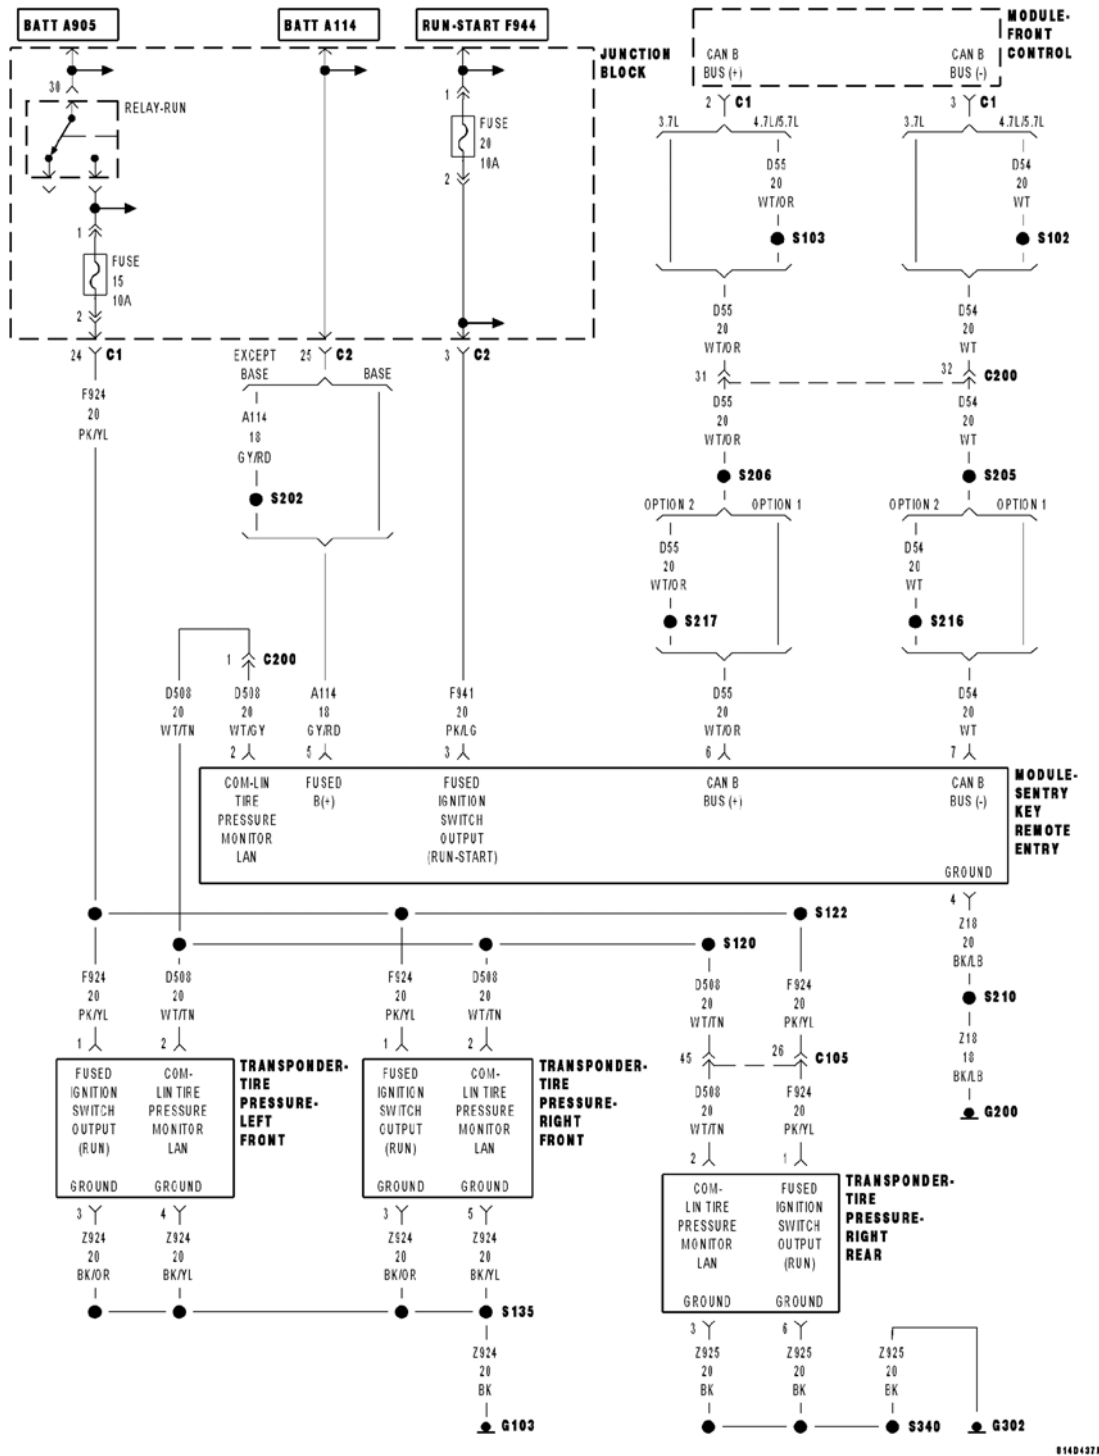 BATT A905
BATT A114
RUN-START F944
JUNCTION
BLOCK
MODULE-
FRONT
CONTROL
CAN B
BUS (+)
CAN B
BUS (-)
30
RELAY-RUN
1
FUSE
15
10A
2
1
FUSE
20
10A
2
2 C1
3 C1
3.7L
4.7L/5.7L
3.7L
4.7L/5.7L
D55
20
WT/OR
S103
D54
20
WT
S102
24 C1
EXCEPT
BASE
25 C2
BASE
3 C2
F924
20
PK/YL
A114
18
GY/RD
S202
D55
20
WT/OR
31
D54
20
WT
32
C200
D55
20
WT/OR
D54
20
WT
S206
S205
OPTION 2
OPTION 1
OPTION 2
OPTION 1
D55
20
WT/OR
S217
D54
20
WT
S216
1 C200
D508
20
WT/TN
D508
20
WT/GY
2
A114
18
GY/RD
5
F941
20
PK/LG
3
D55
20
WT/OR
6
D54
20
WT
7
COM-LIN
TIRE
PRESSURE
MONITOR
LAN
FUSED
B(+)
FUSED
IGNITION
SWITCH
OUTPUT
(RUN-START)
CAN B
BUS (+)
CAN B
BUS (-)
GROUND
MODULE-
SENTRY
KEY
REMOTE
ENTRY
4
Z18
20
BK/LB
S210
Z18
18
BK/LB
G200
S122
S120
F924
20
PK/YL
1
D508
20
WT/TN
2
F924
20
PK/YL
1
D508
20
WT/TN
2
D508
20
WT/TN
45
F924
20
PK/YL
26
C105
D508
20
WT/TN
2
F924
20
PK/YL
1
FUSED
IGNITION
SWITCH
OUTPUT
(RUN)
COM-
LIN TIRE
PRESSURE
MONITOR
LAN
GROUND
GROUND
TRANSPONDER-
TIRE
PRESSURE-
LEFT
FRONT
FUSED
IGNITION
SWITCH
OUTPUT
(RUN)
COM-
LIN TIRE
PRESSURE
MONITOR
LAN
GROUND
GROUND
TRANSPONDER-
TIRE
PRESSURE-
RIGHT
FRONT
COM-
LIN TIRE
PRESSURE
MONITOR
LAN
FUSED
IGNITION
SWITCH
OUTPUT
(RUN)
GROUND
GROUND
TRANSPONDER-
TIRE
PRESSURE-
RIGHT
REAR
3
Z924
20
BK/OR
4
Z924
20
BK/YL
3
Z924
20
BK/OR
5
Z924
20
BK/YL
S135
Z924
20
BK
G103
3
Z925
20
BK
6
Z925
20
BK
Z925
20
BK
S340
G302